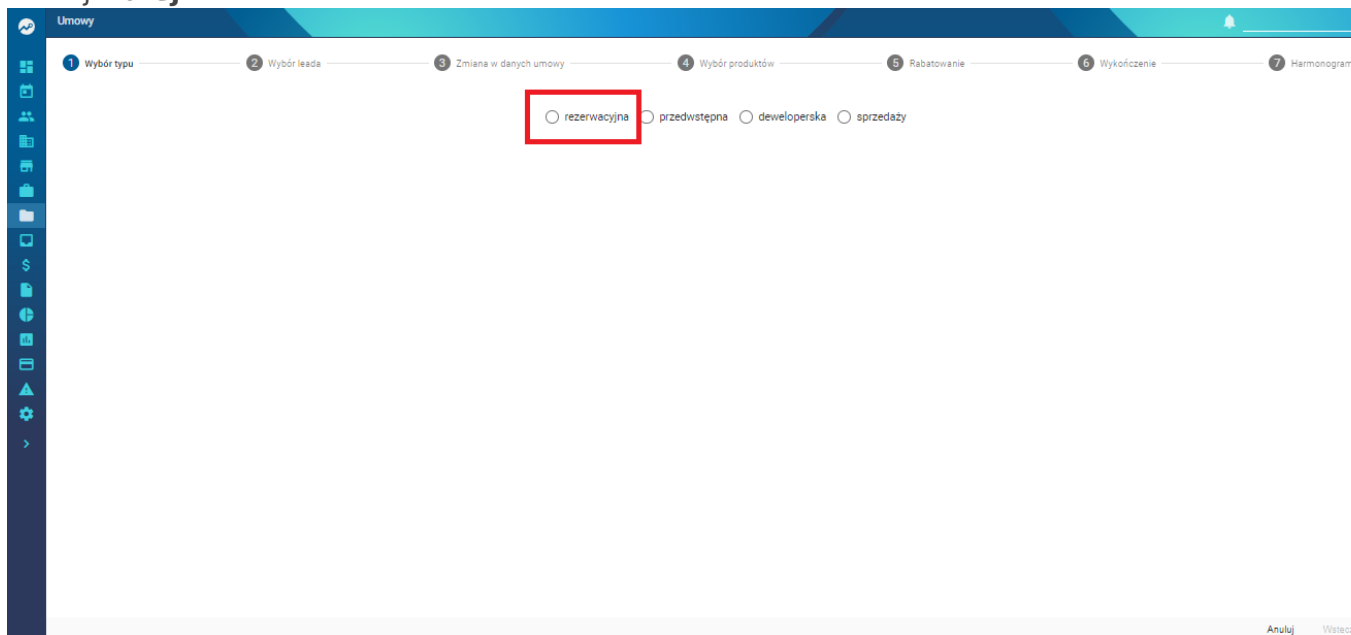 Umowy
1 Wybór typu 2 Wybór leada 3 Zmiana w danych umowy 4 Wybór produktów 5 Rabatowanie 6 Wykończenie 7 Harmonogram
rezerwacyjna przedwstępna deweloperska sprzedaży
Anuluj